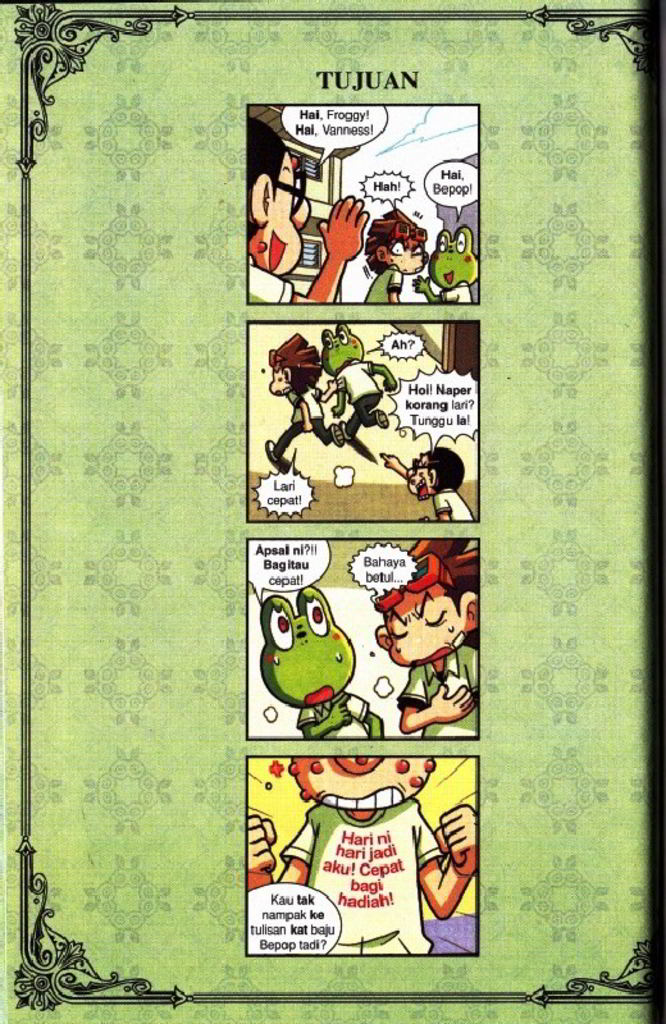 TUJUAN
Hai, Froggy!
Hai, Vanness!
Hah!
Hai,
Bepop!
Ah?
Hoi! Naper
korang lari?
Tunggu la!
Lari
cepat!
Apsal ni?!!
Bagitau
cepat!
Bahaya
betul...
Hari ni
hari jadi
aku! Cepat
bagi
hadiah!
Kau tak
nampak ke
tulisan kat baju
Bepop tadi?